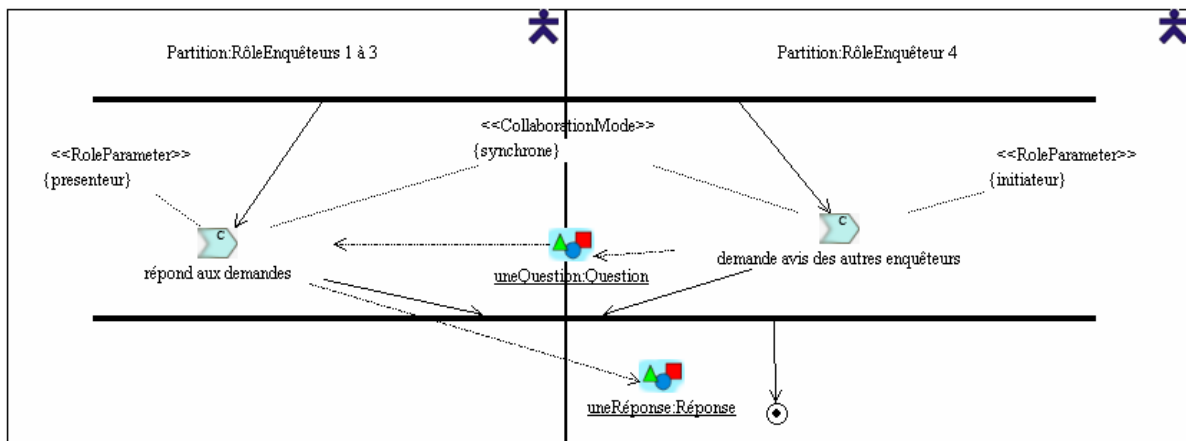 Partition:RôleEnquêteurs 1 à 3
Partition:RôleEnquêteur 4
<<CollaborationMode>>
{synchrone}
<<RoleParameter>>
{presenteur}
<<RoleParameter>>
{initiateur}
C
C
répond aux demandes
uneQuestion:Question
demande avis des autres enquêteurs
uneRéponse:Réponse